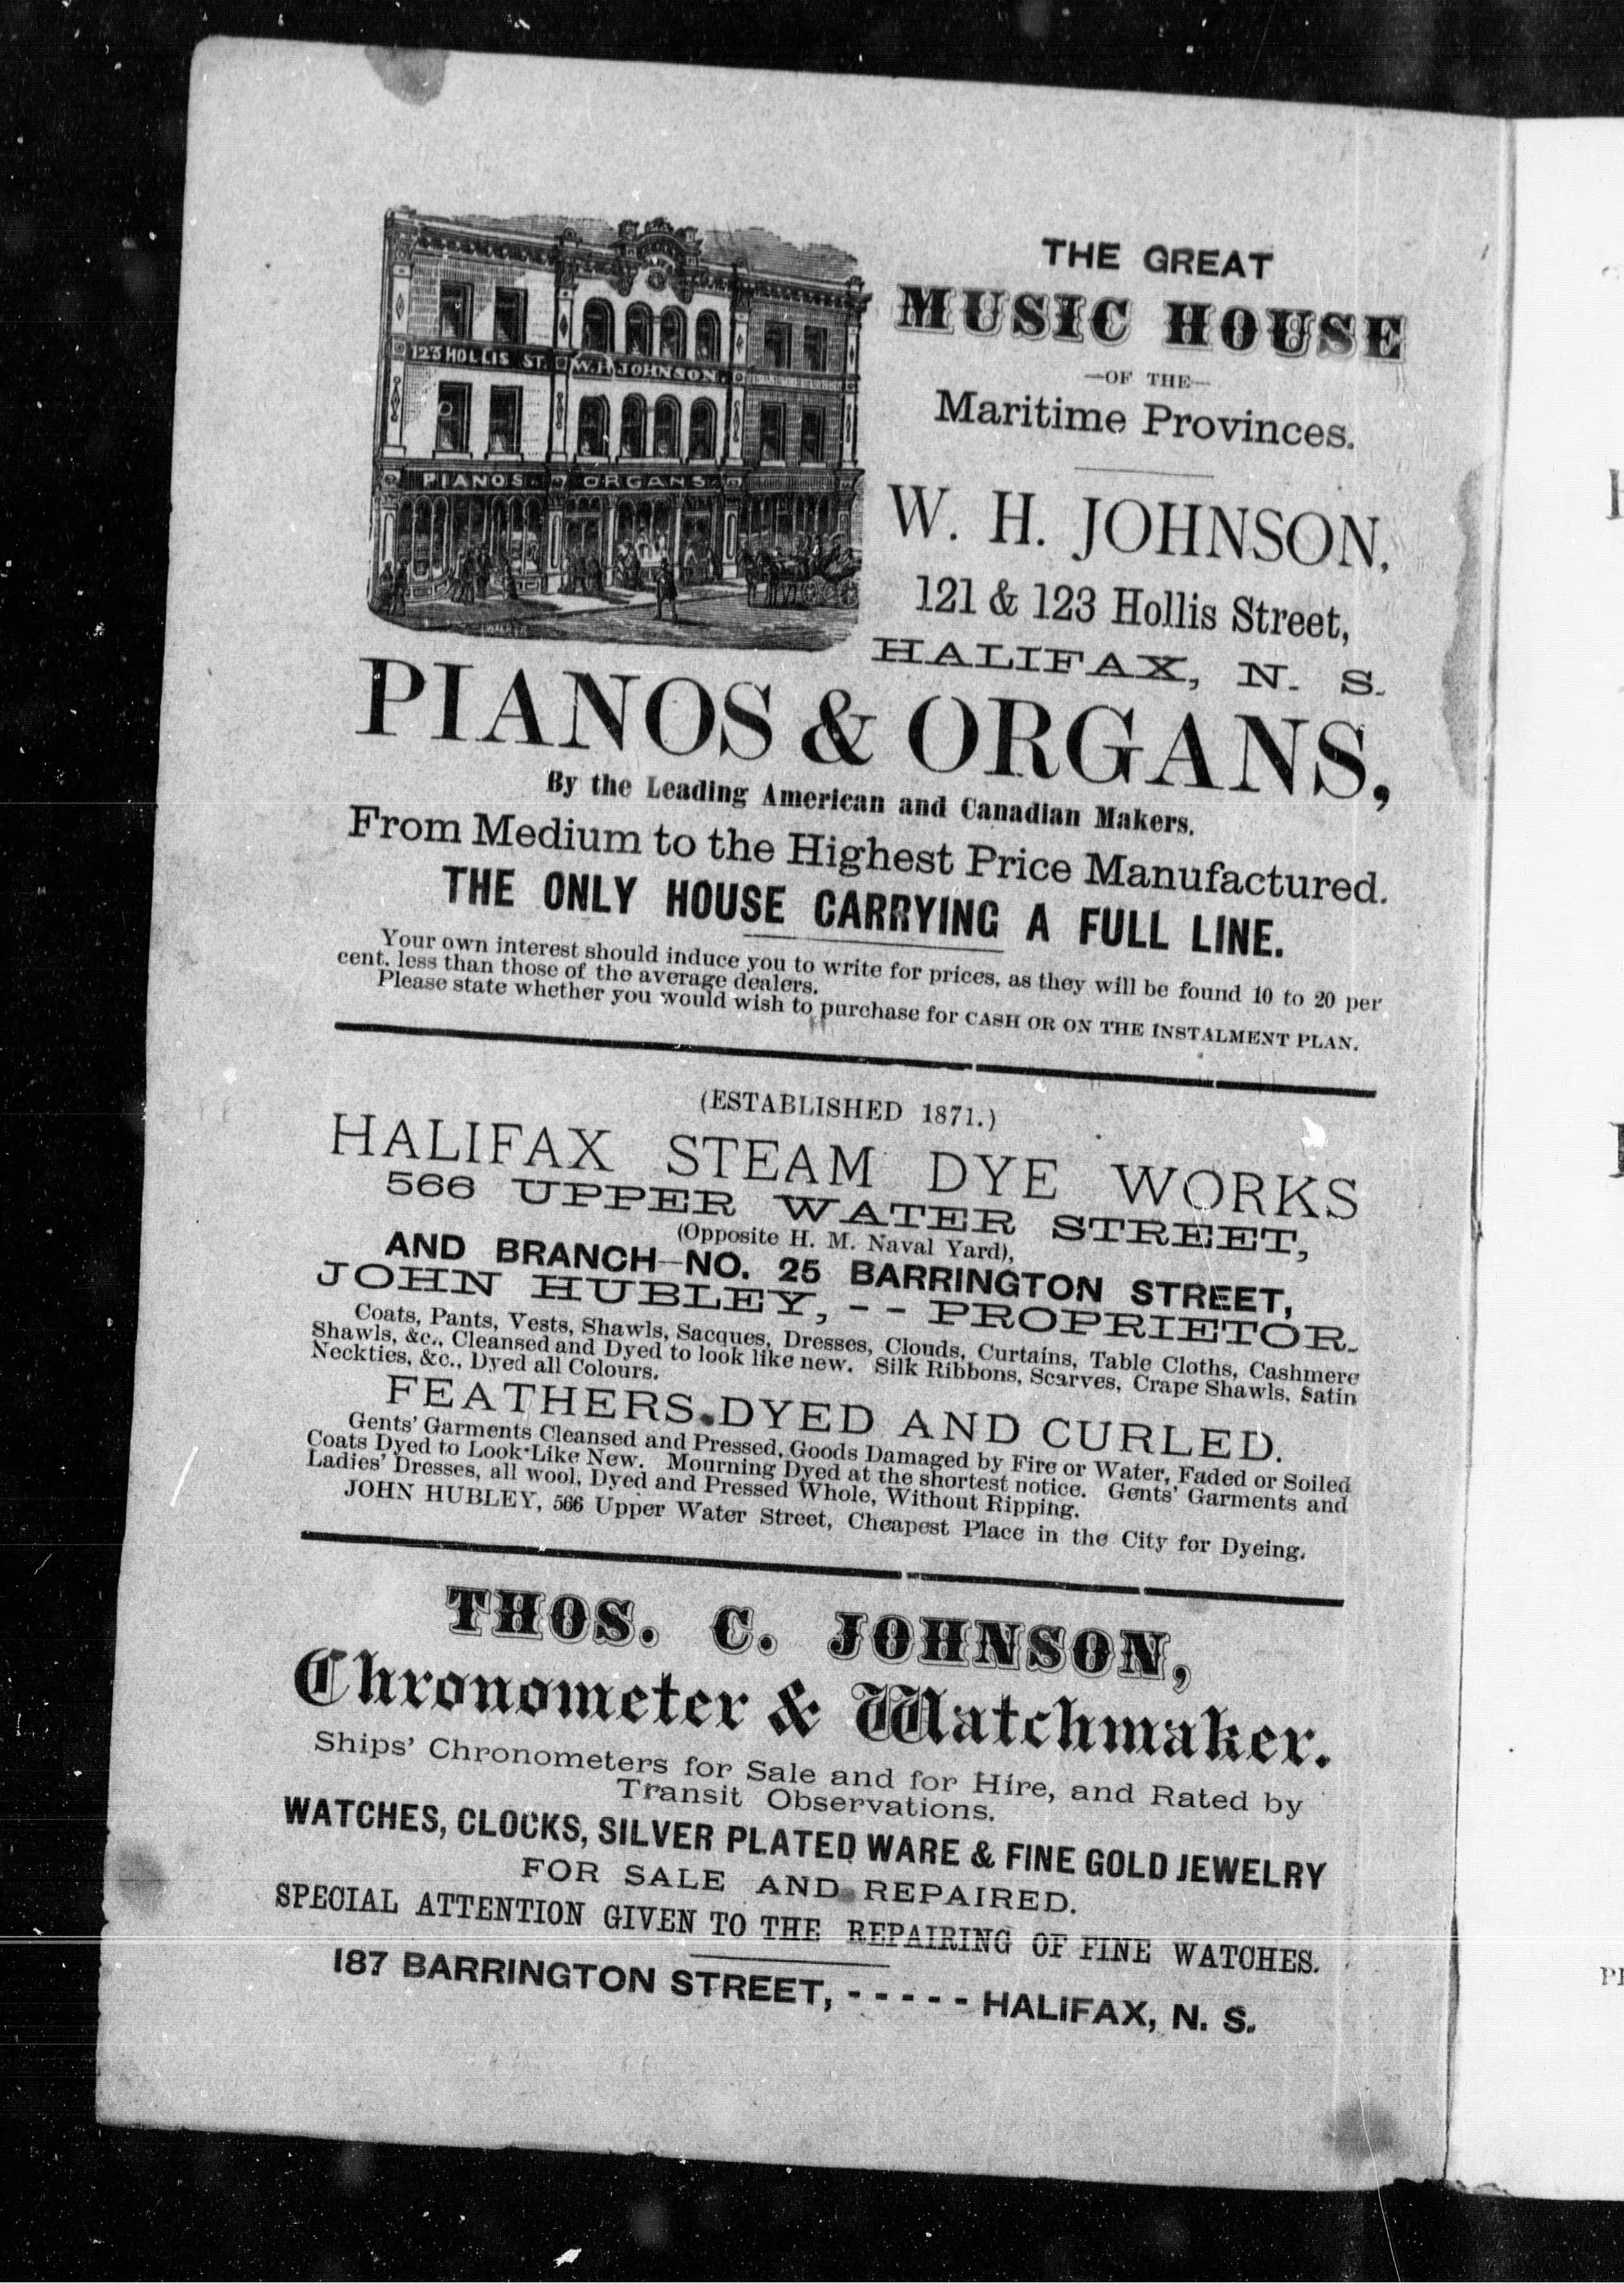 THE GREAT
MUSIC HOUSE
—OF THE—
Maritime Provinces.
W. H. JOHNSON,
121 & 123 Hollis Street,
HALIFAX, N. S.
123 HOLLIS ST. W. H JOHNSON.
PIANOS. ORGANS.
PIANOS & ORGANS,
By the Leading American and Canadian Makers.
From Medium to the Highest Price Manufactured.
THE ONLY HOUSE CARRYING A FULL LINE.
Your own interest should induce you to write for prices, as they will be found 10 to 20 per
cent. less than those of the average dealers.
Please state whether you would wish to purchase for CASH OR ON THE INSTALMENT PLAN.
(ESTABLISHED 1871.)
HALIFAX STEAM DYE WORKS
566 UPPER WATER STREET,
(Opposite H. M. Naval Yard),
AND BRANCH—NO. 25 BARRINGTON STREET,
JOHN HUBLEY, - - PROPRIETOR.
Coats, Pants, Vests, Shawls, Sacques, Dresses, Clouds, Curtains, Table Cloths, Cashmere
Shawls, &c., Cleansed and Dyed to look like new. Silk Ribbons, Scarves, Crape Shawls, Satin
Neckties, &c., Dyed all Colours.
FEATHERS DYED AND CURLED.
Gents' Garments Cleansed and Pressed, Goods Damaged by Fire or Water, Faded or Soiled
Coats Dyed to Look Like New. Mourning Dyed at the shortest notice. Gents' Garments and
Ladies' Dresses, all wool, Dyed and Pressed Whole, Without Ripping.
JOHN HUBLEY, 566 Upper Water Street, Cheapest Place in the City for Dyeing.
THOS. C. JOHNSON,
Chronometer & Watchmaker.
Ships' Chronometers for Sale and for Hire, and Rated by
Transit Observations.
WATCHES, CLOCKS, SILVER PLATED WARE & FINE GOLD JEWELRY
FOR SALE AND REPAIRED.
SPECIAL ATTENTION GIVEN TO THE REPAIRING OF FINE WATCHES.
187 BARRINGTON STREET, - - - - - HALIFAX, N. S.